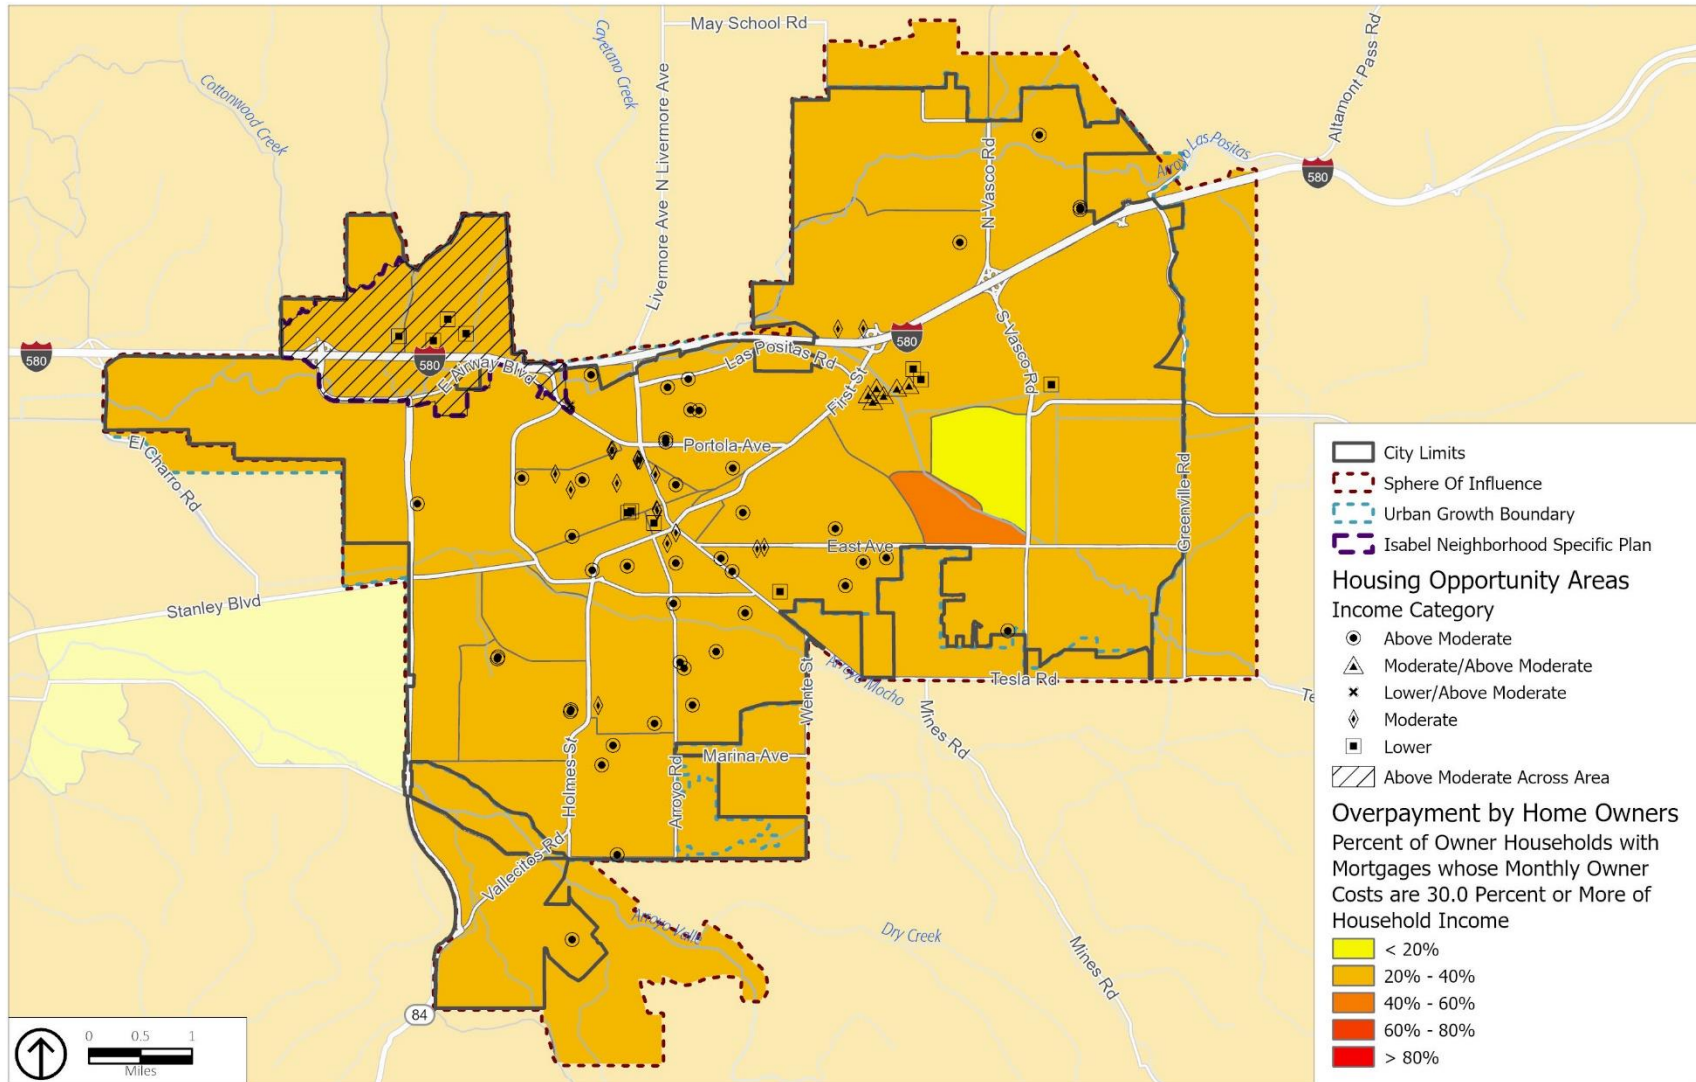 May School Rd
Cayetano Creek
Cottonwood Creek
N Livermore Ave
Livermore Ave
Altamont Pass Rd
Arroyo Las Positas
N Vasco Rd
580
580
580
580
E Airway Blvd
Las Positas Rd
First St
S Vasco Rd
El Charro Rd
Portola Ave
Greenville Rd
East Ave
Stanley Blvd
Wente St
Arroyo Mocho
Tesla Rd
Te
Mines Rd
Marina Ave
Holmes St
Arroyo Rd
Vallecitos Rd
Arroyo Valle
Dry Creek
Mines Rd
84
0 0.5 1
Miles
City Limits
Sphere Of Influence
Urban Growth Boundary
Isabel Neighborhood Specific Plan
Housing Opportunity Areas
Income Category
Above Moderate
Moderate/Above Moderate
Lower/Above Moderate
Moderate
Lower
Above Moderate Across Area
Overpayment by Home Owners
Percent of Owner Households with
Mortgages whose Monthly Owner
Costs are 30.0 Percent or More of
Household Income
< 20%
20% - 40%
40% - 60%
60% - 80%
> 80%